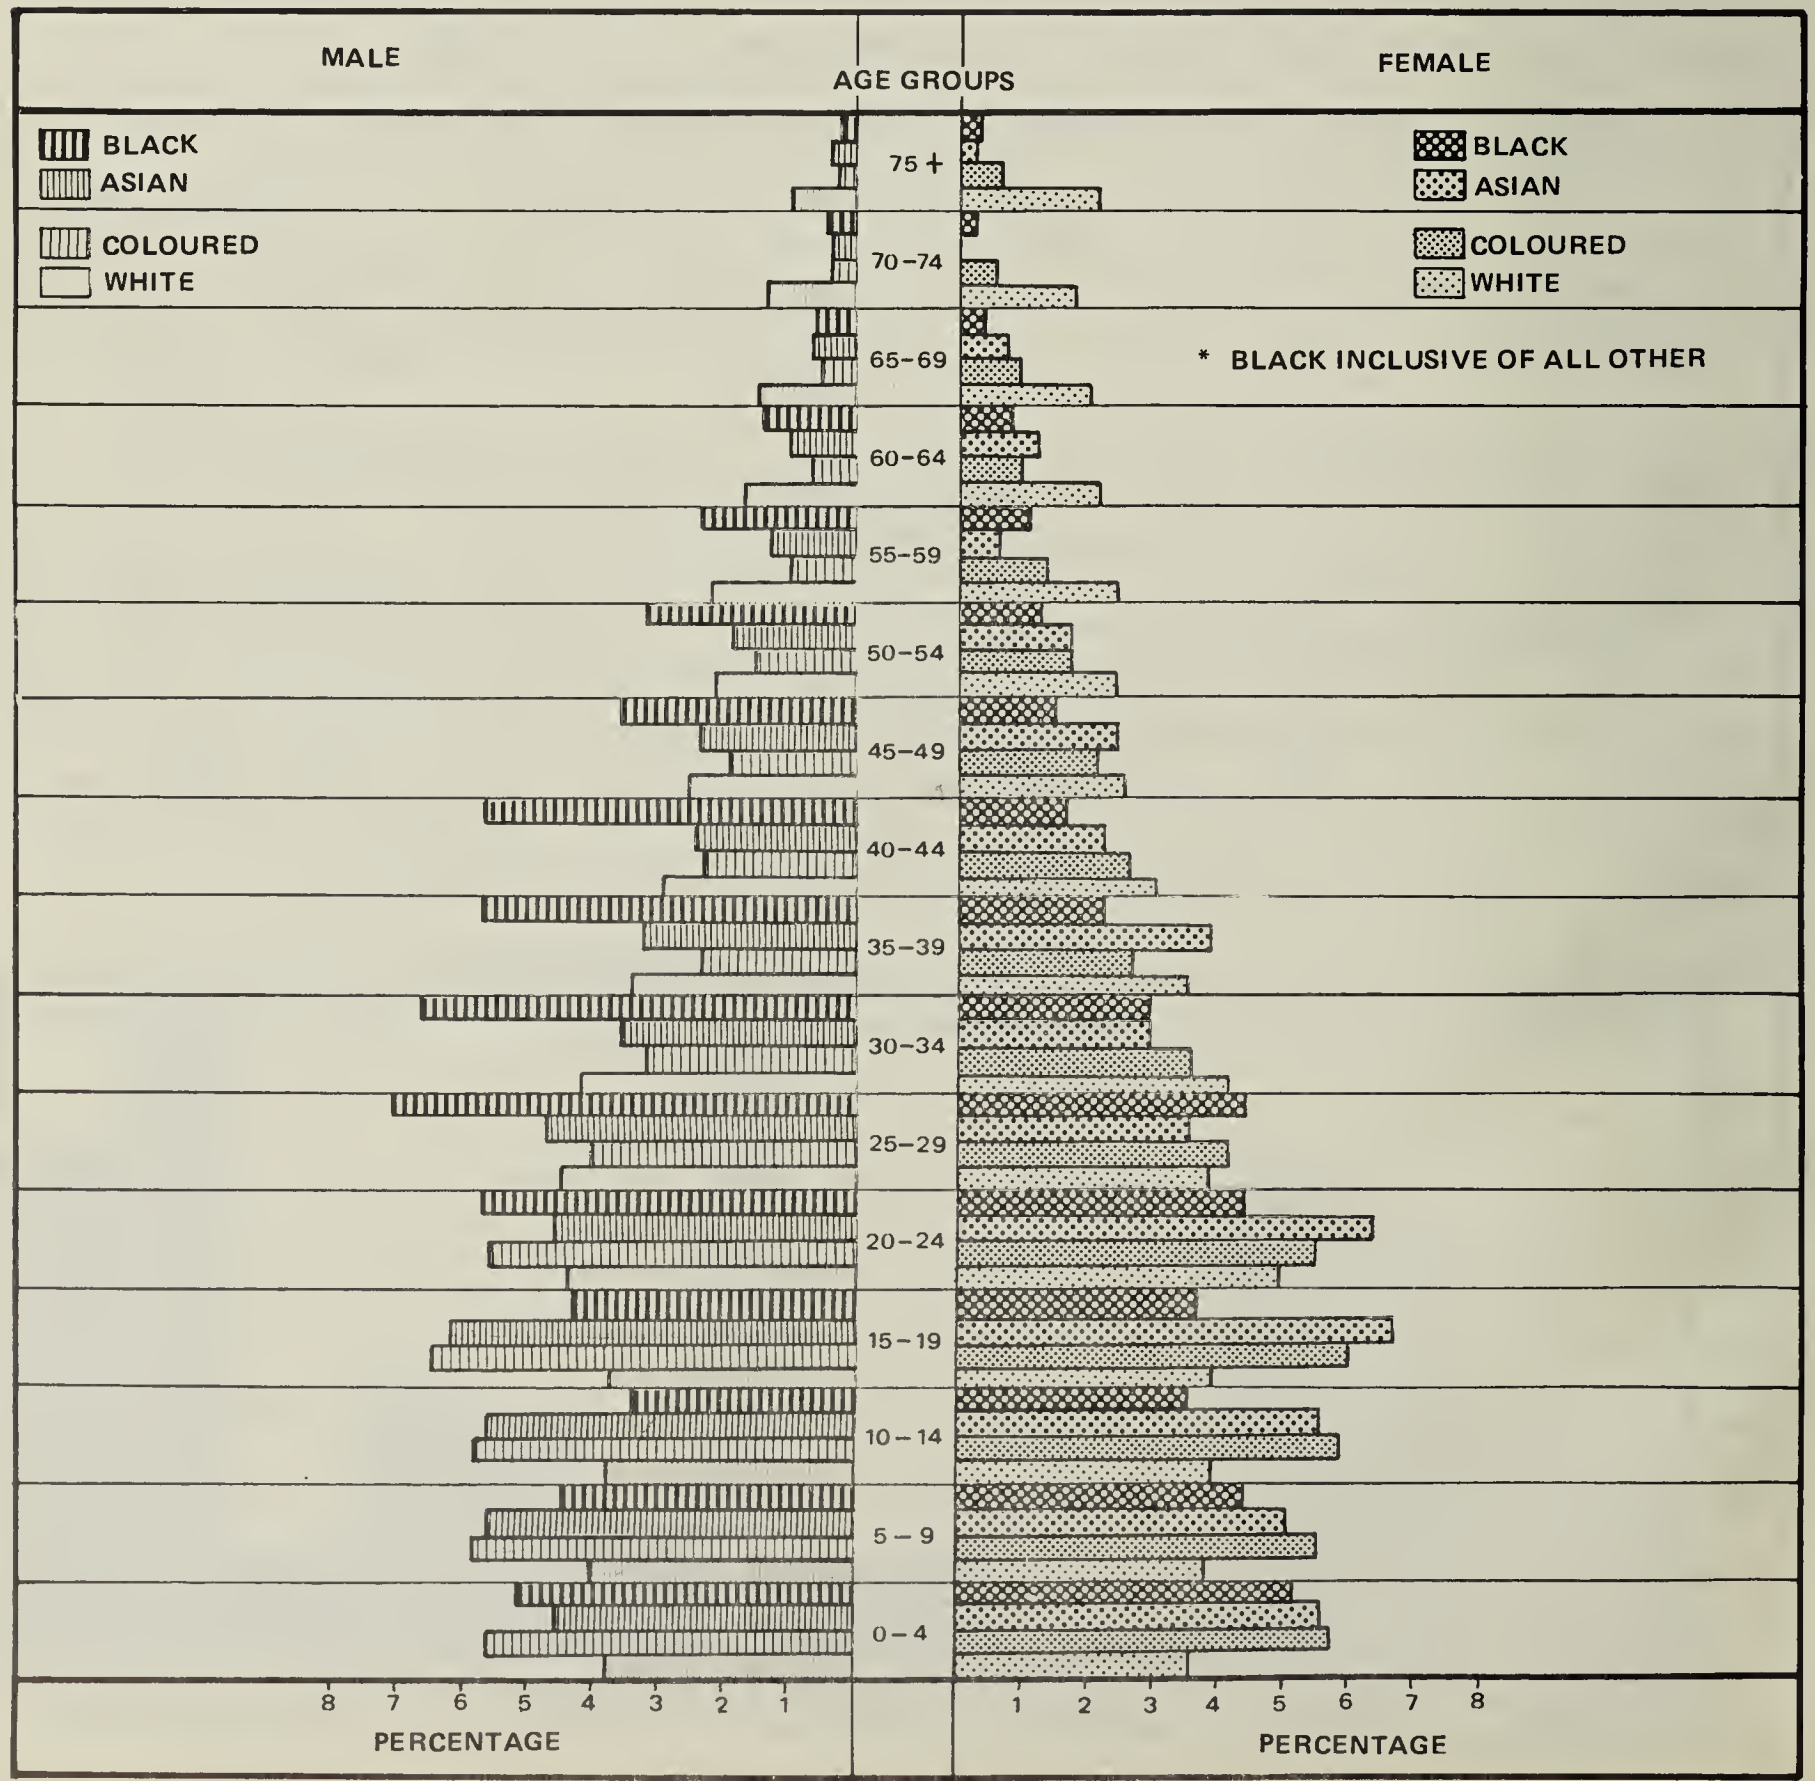 MALE
AGE GROUPS
FEMALE
BLACK
ASIAN
COLOURED
WHITE
75 +
BLACK
ASIAN
70-74
COLOURED
WHITE
65-69
* BLACK INCLUSIVE OF ALL OTHER
60-64
55-59
50-54
45-49
40-44
35-39
30-34
25-29
20-24
15-19
10-14
5-9
0-4
8 7 6 5 4 3 2 1
1 2 3 4 5 6 7 8
PERCENTAGE
PERCENTAGE